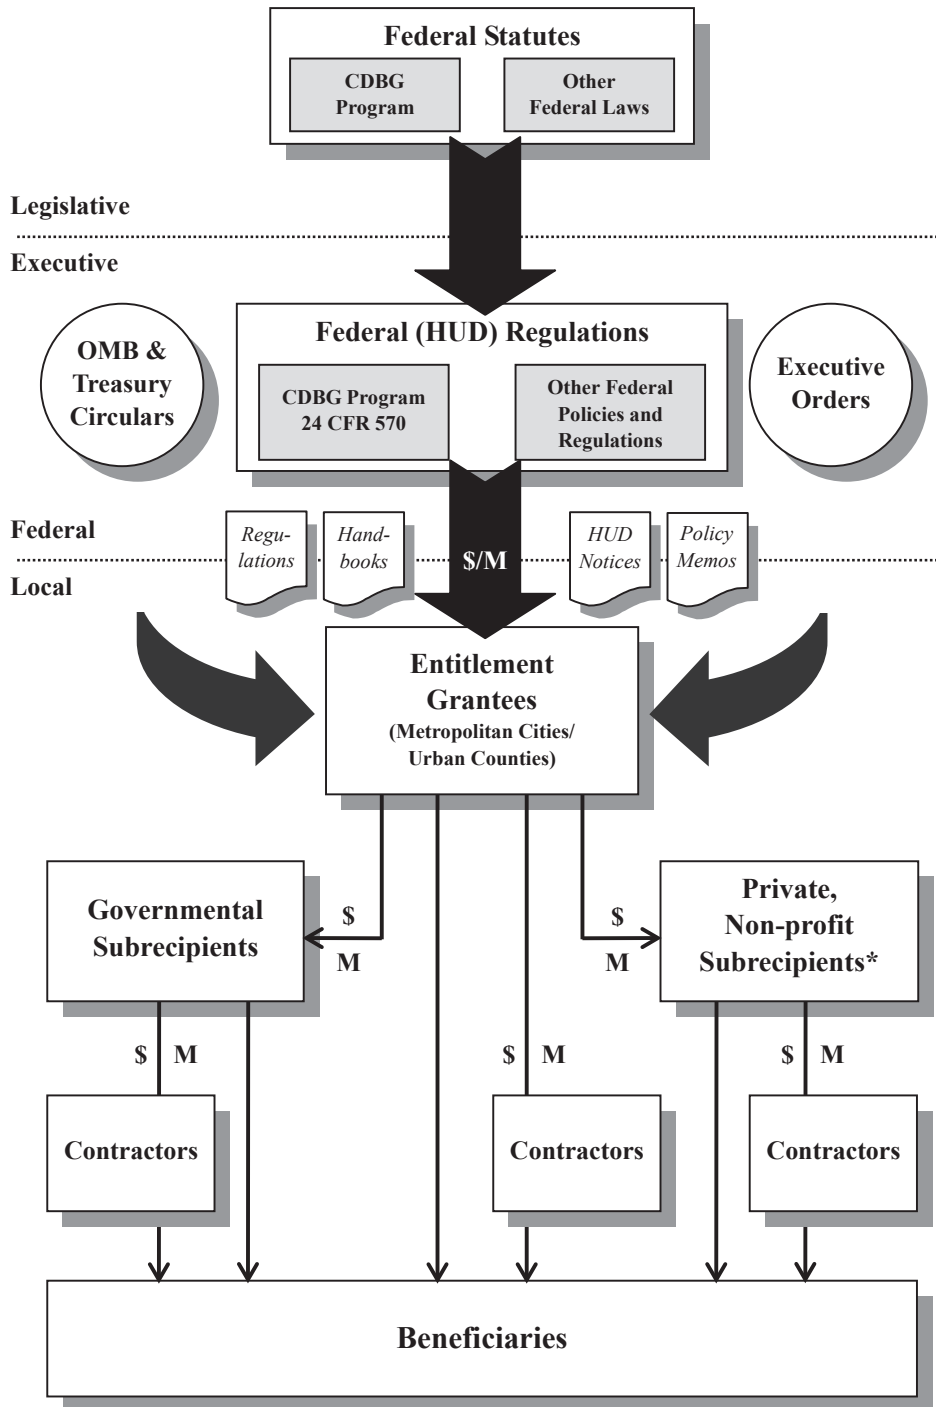 Federal Statutes
CDBG
Program
Other
Federal Laws
Legislative
Executive
OMB &
Treasury
Circulars
Federal (HUD) Regulations
CDBG Program
24 CFR 570
Other Federal
Policies and
Regulations
Executive
Orders
Federal
Local
Regu-
lations
Hand-
books
$/M
HUD
Notices
Policy
Memos
Entitlement
Grantees
(Metropolitan Cities/
Urban Counties)
Governmental
Subrecipients
$
M
$
M
Private,
Non-profit
Subrecipients*
$ M
$ M
$ M
Contractors
Contractors
Contractors
Beneficiaries